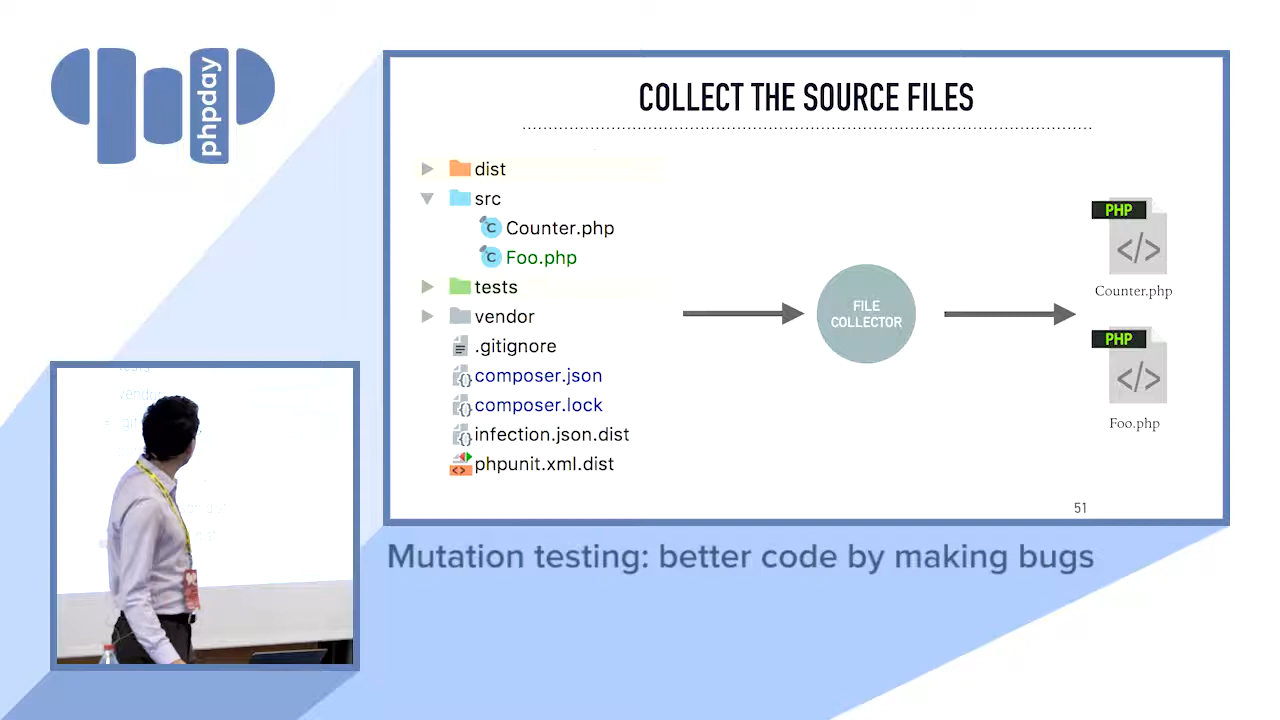 phpday
COLLECT THE SOURCE FILES
dist
src
Counter.php
Foo.php
tests
vendor
.gitignore
composer.json
composer.lock
infection.json.dist
phpunit.xml.dist
FILE
COLLECTOR
PHP
</>
Counter.php
PHP
</>
Foo.php
51
Mutation testing: better code by making bugs